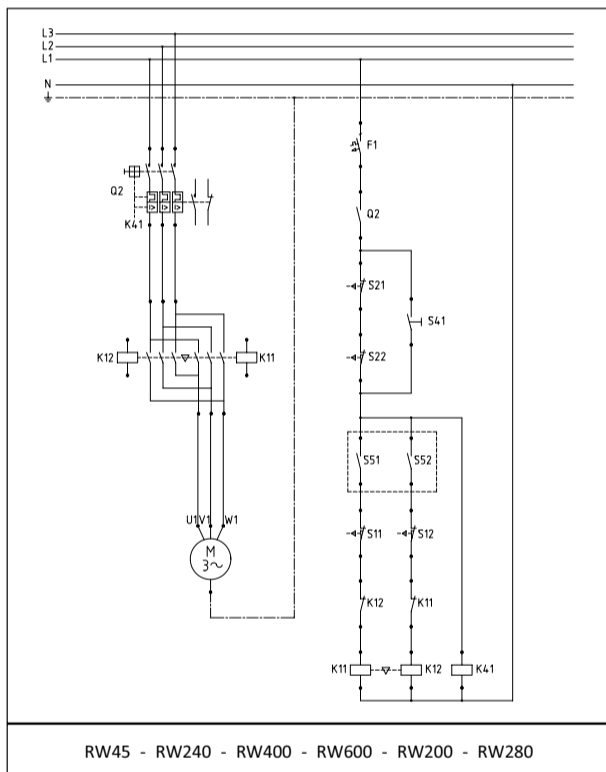 L3
L2
L1
N
F1
Q2
K41
Q2
S21
S41
S22
K12
K11
S51
S52
U1 V1 W1
S11
S12
M
3~
K12
K11
K11
K12
K41
RW45 - RW240 - RW400 - RW600 - RW200 - RW280